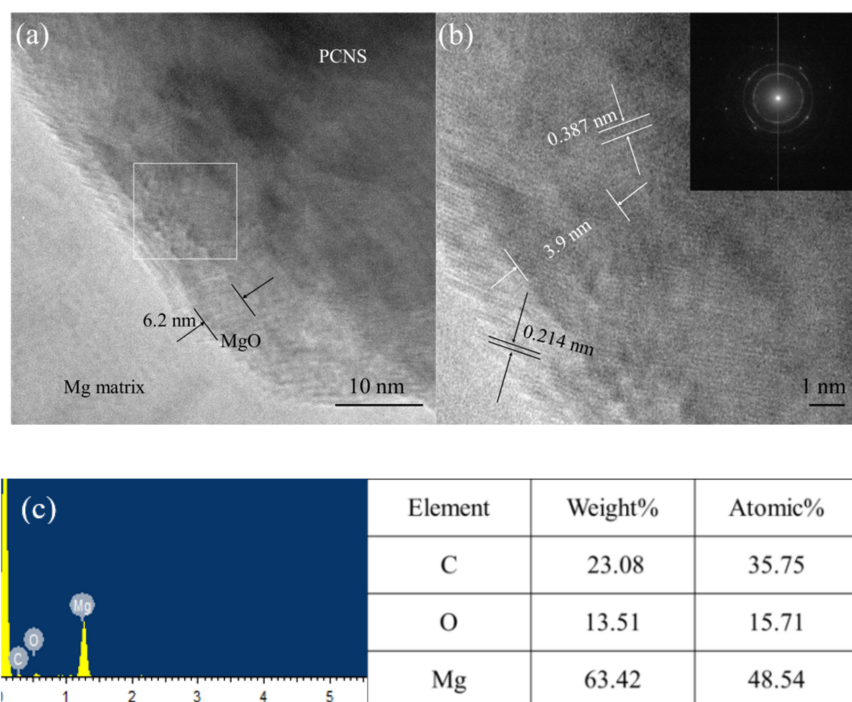 (a)
PCNS
6.2 nm
MgO
Mg matrix
10 nm
(b)
0.387 nm
3.9 nm
0.214 nm
1 nm
(c)
C
O
Mg
1 2 3 4 5
Element Weight% Atomic%
C 23.08 35.75
O 13.51 15.71
Mg 63.42 48.54